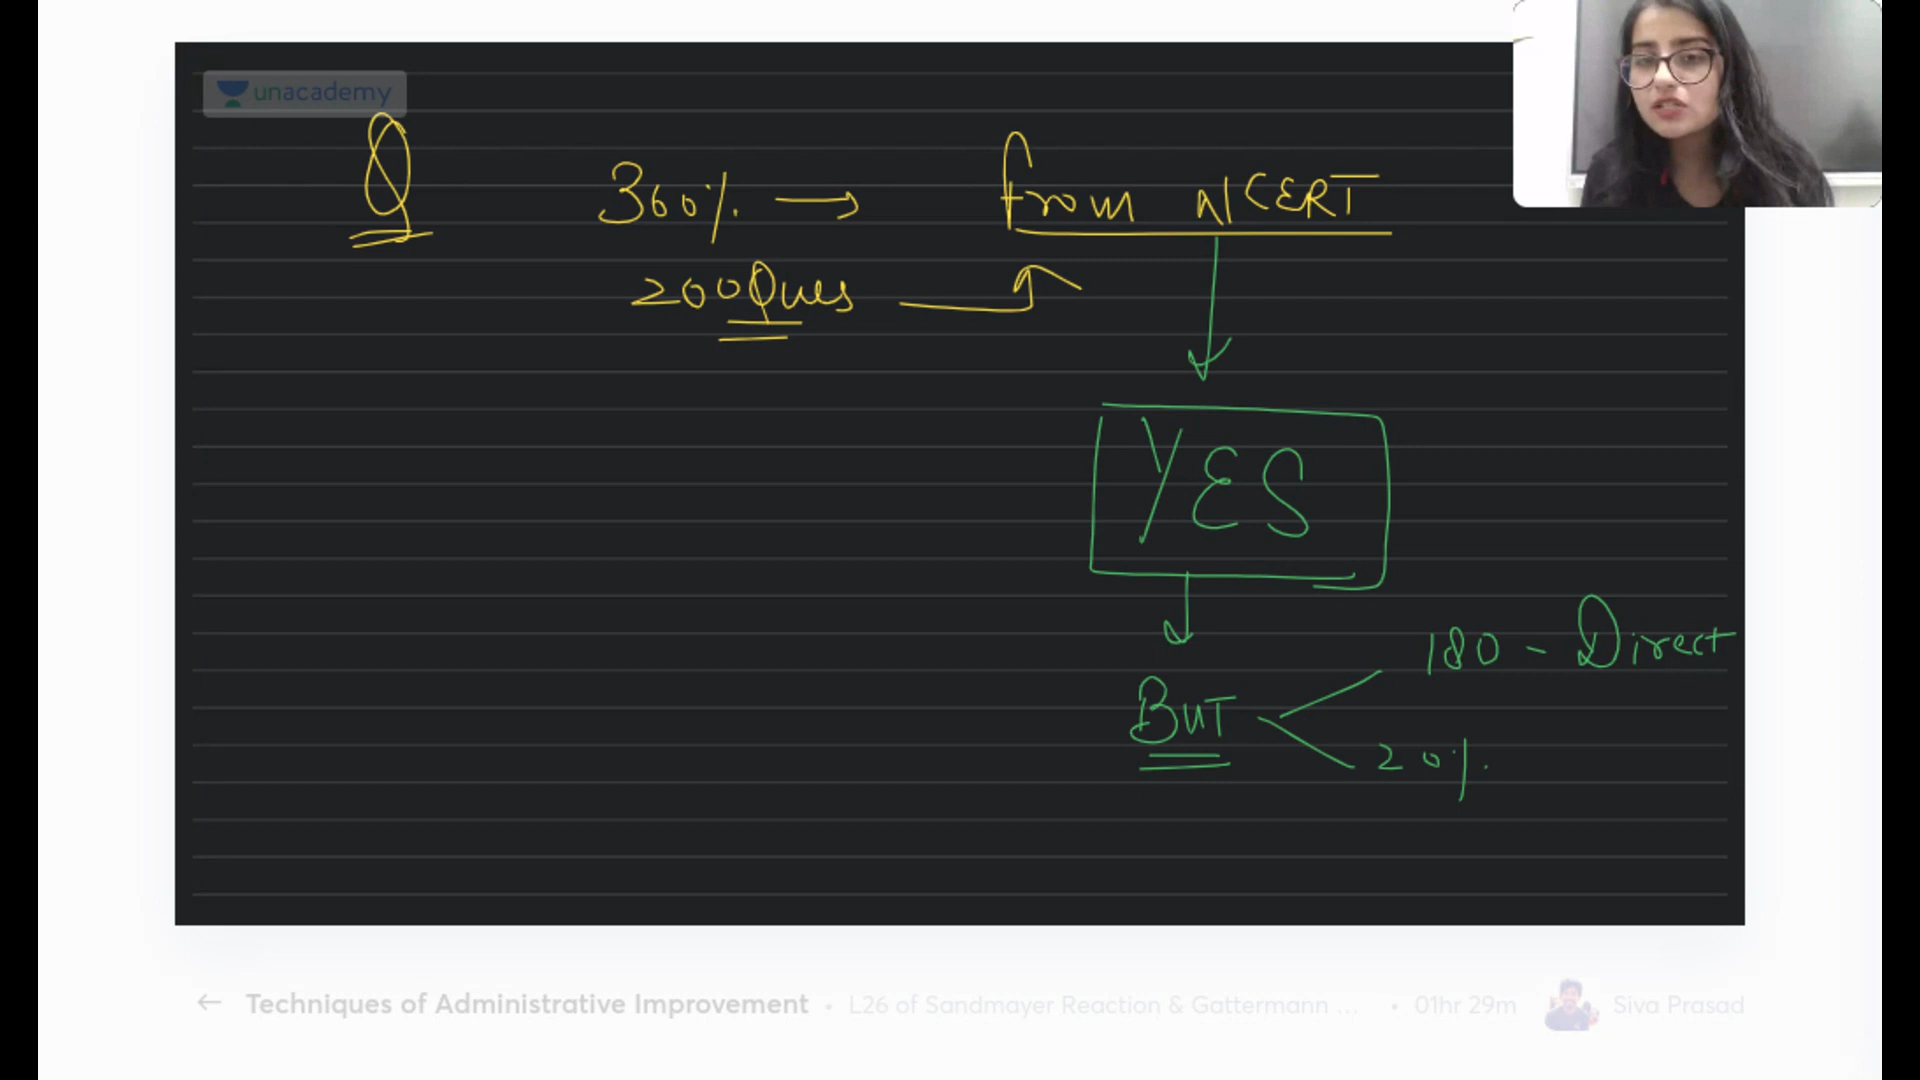 unacademy
Q 360% → from NCERT
200 Ques
YES
180 - Direct
BUT
20%.
← Techniques of Administrative Improvement • L26 of Sandmayer Reaction & Gattermann ... • 01hr 29m Siva Prasad